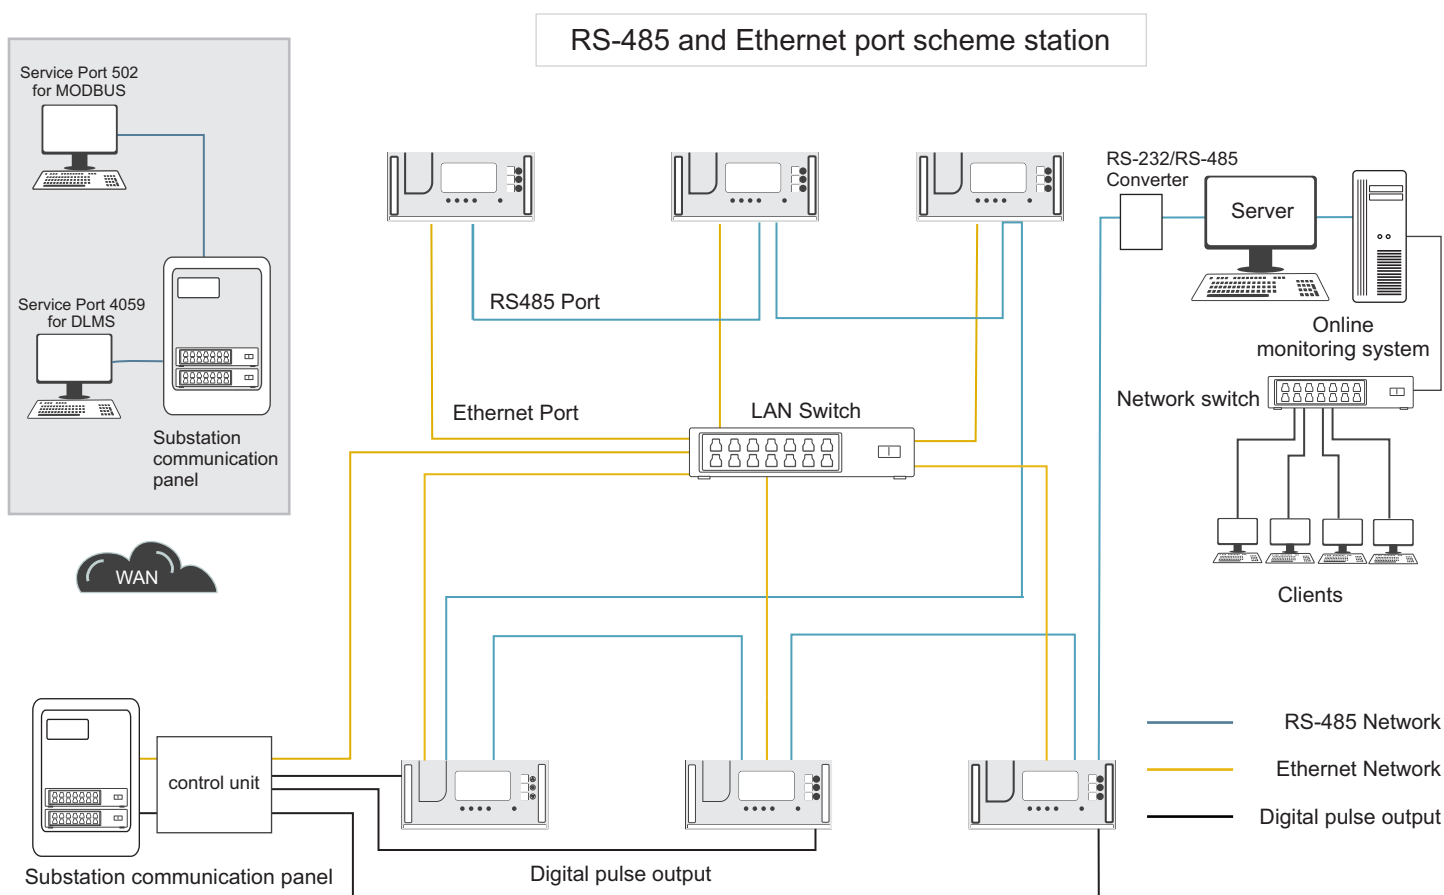 RS-485 and Ethernet port scheme station
Service Port 502
for MODBUS
Service Port 4059
for DLMS
Substation
communication
panel
WAN
RS485 Port
Ethernet Port
LAN Switch
RS-232/RS-485
Converter
Server
Online
monitoring system
Network switch
Clients
RS-485 Network
Ethernet Network
Digital pulse output
control unit
Substation communication panel
Digital pulse output